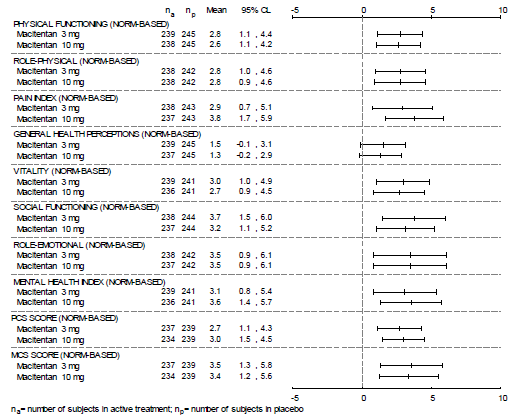 na np Mean 95% CL -5 0 5 10
PHYSICAL FUNCTIONING (NORM-BASED)
Macitentan 3 mg 239 245 2.8 1.1 , 4.4
Macitentan 10 mg 238 245 2.6 1.1 , 4.2
ROLE-PHYSICAL (NORM-BASED)
Macitentan 3 mg 238 242 2.8 1.0 , 4.6
Macitentan 10 mg 238 242 2.8 0.9 , 4.6
PAIN INDEX (NORM-BASED)
Macitentan 3 mg 238 243 2.9 0.7 , 5.1
Macitentan 10 mg 237 243 3.8 1.7 , 5.9
GENERAL HEALTH PERCEPTIONS (NORM-BASED)
Macitentan 3 mg 239 245 1.5 -0.1 , 3.1
Macitentan 10 mg 237 245 1.3 -0.2 , 2.9
VITALITY (NORM-BASED)
Macitentan 3 mg 239 241 3.0 1.0 , 4.9
Macitentan 10 mg 236 241 2.7 0.9 , 4.5
SOCIAL FUNCTIONING (NORM-BASED)
Macitentan 3 mg 238 244 3.7 1.5 , 6.0
Macitentan 10 mg 237 244 3.2 1.1 , 5.2
ROLE-EMOTIONAL (NORM-BASED)
Macitentan 3 mg 238 242 3.5 0.9 , 6.1
Macitentan 10 mg 237 242 3.5 0.9 , 6.1
MENTAL HEALTH INDEX (NORM-BASED)
Macitentan 3 mg 239 241 3.1 0.8 , 5.4
Macitentan 10 mg 236 241 3.6 1.4 , 5.7
PCS SCORE (NORM-BASED)
Macitentan 3 mg 237 239 2.7 1.1 , 4.3
Macitentan 10 mg 234 239 3.0 1.5 , 4.5
MCS SCORE (NORM-BASED)
Macitentan 3 mg 237 239 3.5 1.3 , 5.8
Macitentan 10 mg 234 239 3.4 1.2 , 5.6
-5 0 5 10
na= number of subjects in active treatment; np= number of subjects in placebo